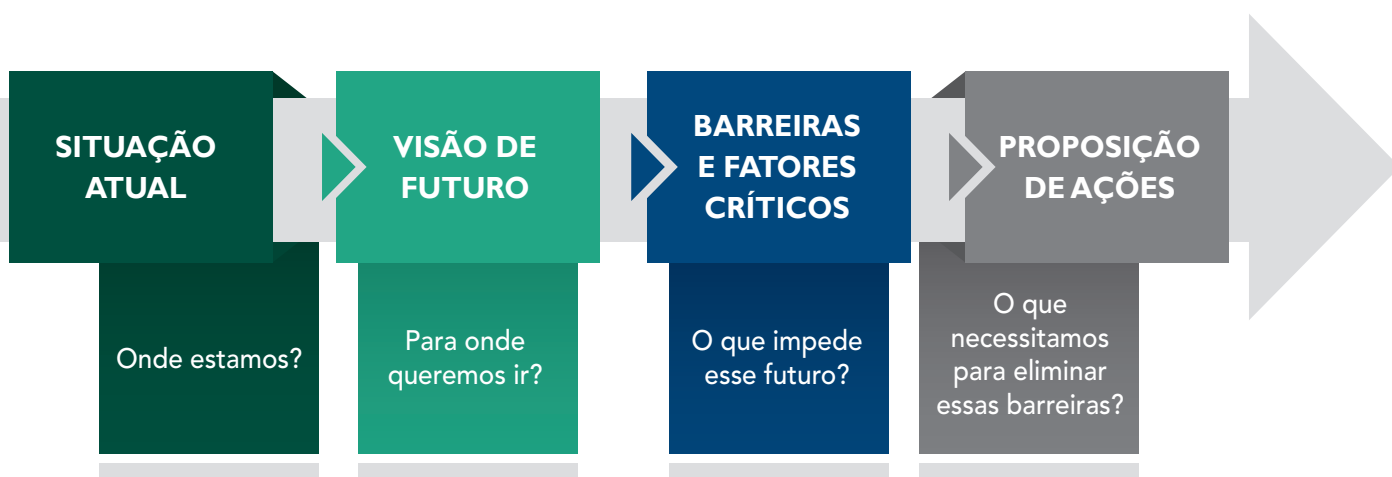 SITUAÇÃO
ATUAL
Onde estamos?
VISÃO DE
FUTURO
Para onde
queremos ir?
BARREIRAS
E FATORES
CRÍTICOS
O que impede
esse futuro?
PROPOSIÇÃO
DE AÇÕES
O que
necessitamos
para eliminar
essas barreiras?